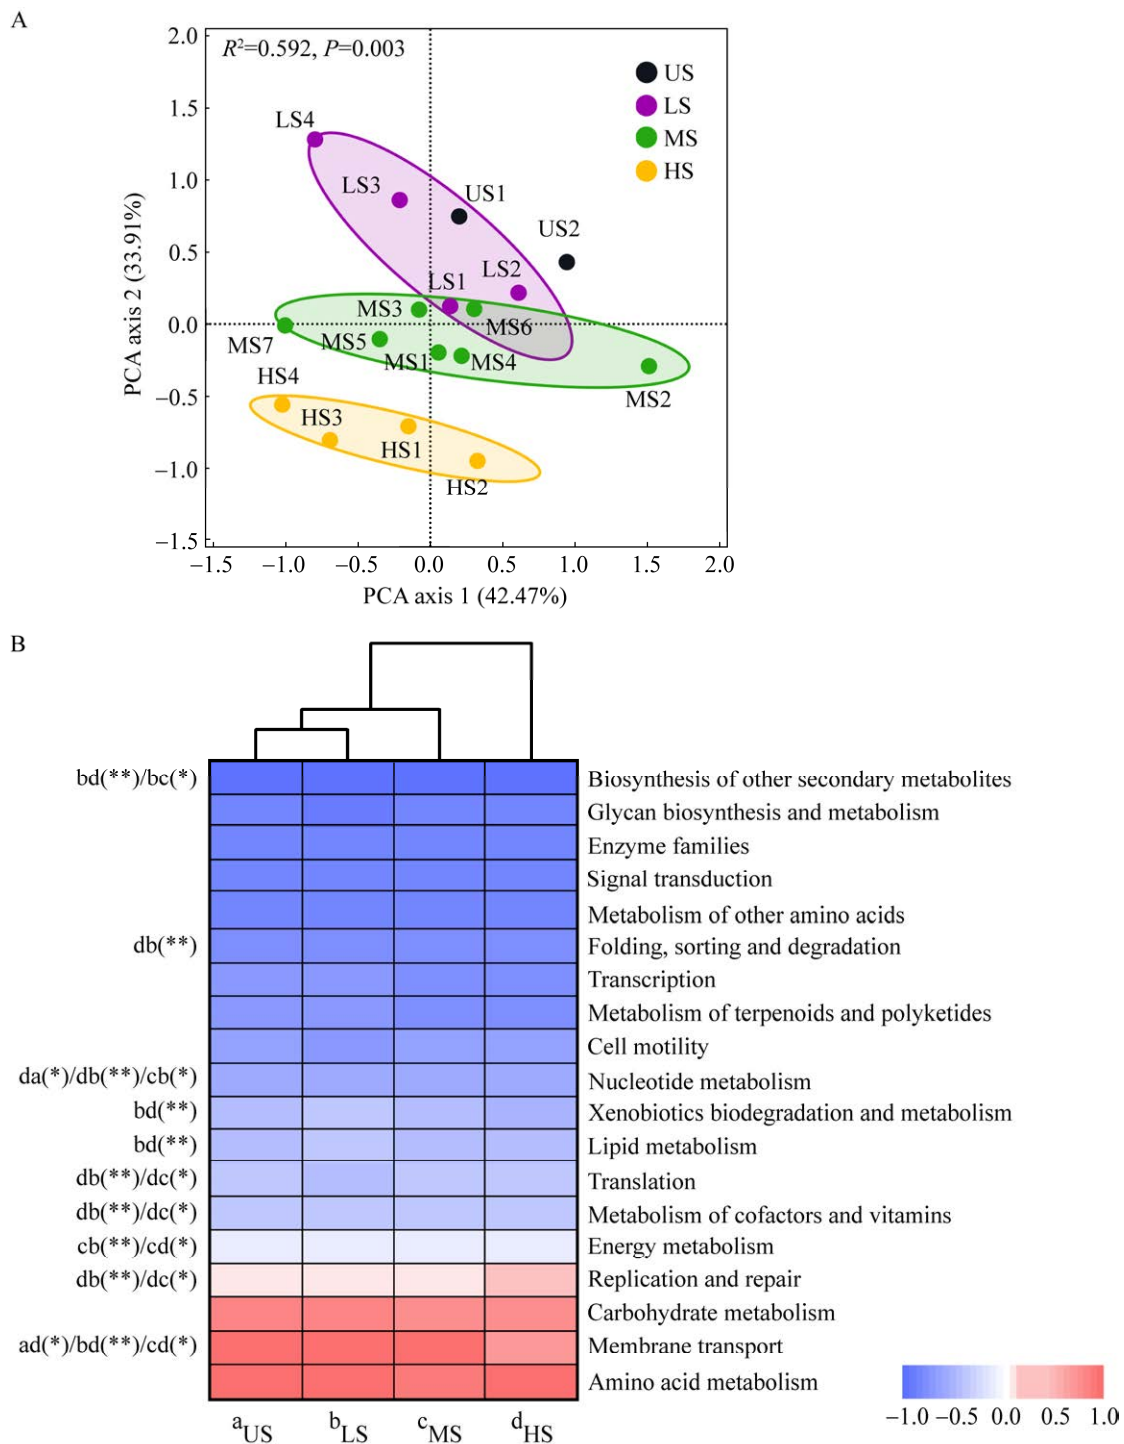 A
R²=0.592, P=0.003
US
LS
MS
HS
LS4
LS3
US1
US2
LS2
LS1
MS3
MS6
MS7
MS5
MS1
MS4
MS2
HS4
HS3
HS1
HS2
2.0
1.5
1.0
0.5
0.0
−0.5
−1.0
−1.5
PCA axis 2 (33.91%)
−1.5 −1.0 −0.5 0.0 0.5 1.0 1.5 2.0
PCA axis 1 (42.47%)
B
bd(**)/bc(*) Biosynthesis of other secondary metabolites
Glycan biosynthesis and metabolism
Enzyme families
Signal transduction
Metabolism of other amino acids
db(**) Folding, sorting and degradation
Transcription
Metabolism of terpenoids and polyketides
Cell motility
da(*)/db(**)/cb(*) Nucleotide metabolism
bd(**) Xenobiotics biodegradation and metabolism
bd(**) Lipid metabolism
db(**)/dc(*) Translation
db(**)/dc(*) Metabolism of cofactors and vitamins
cb(**)/cd(*) Energy metabolism
db(**)/dc(*) Replication and repair
Carbohydrate metabolism
ad(*)/bd(**)/cd(*) Membrane transport
Amino acid metabolism
a US b LS c MS d HS
−1.0 −0.5 0.0 0.5 1.0